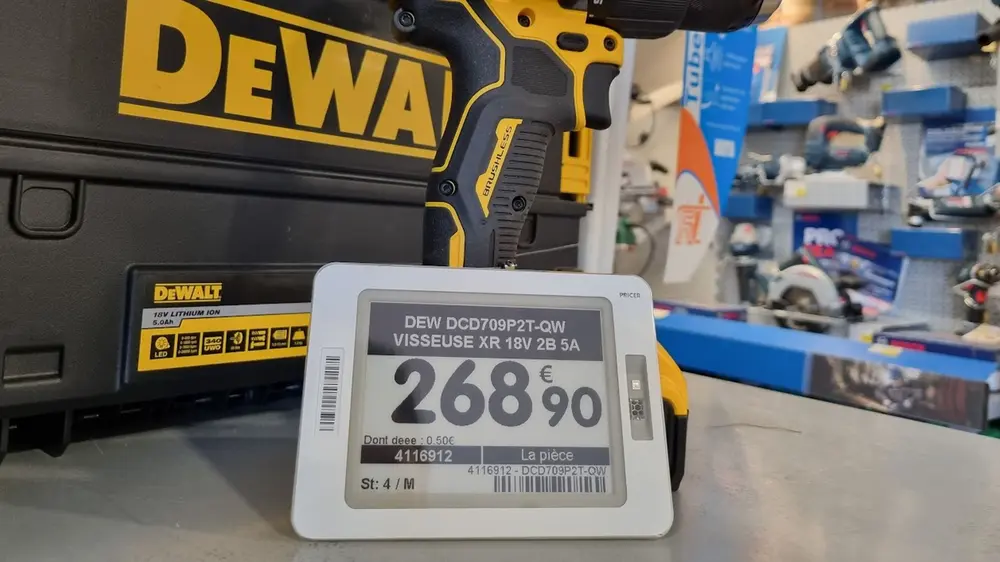 DEWA
BRUSHLESS
DEWALT
18V LITHIUM ION
5.0Ah
LED
PRICER
DEW DCD709P2T-QW
VISSEUSE XR 18V 2B 5A
268€90
Dont deee : 0.50€
4116912 La pièce
4116912 - DCD709P2T-QW
St: 4 / M